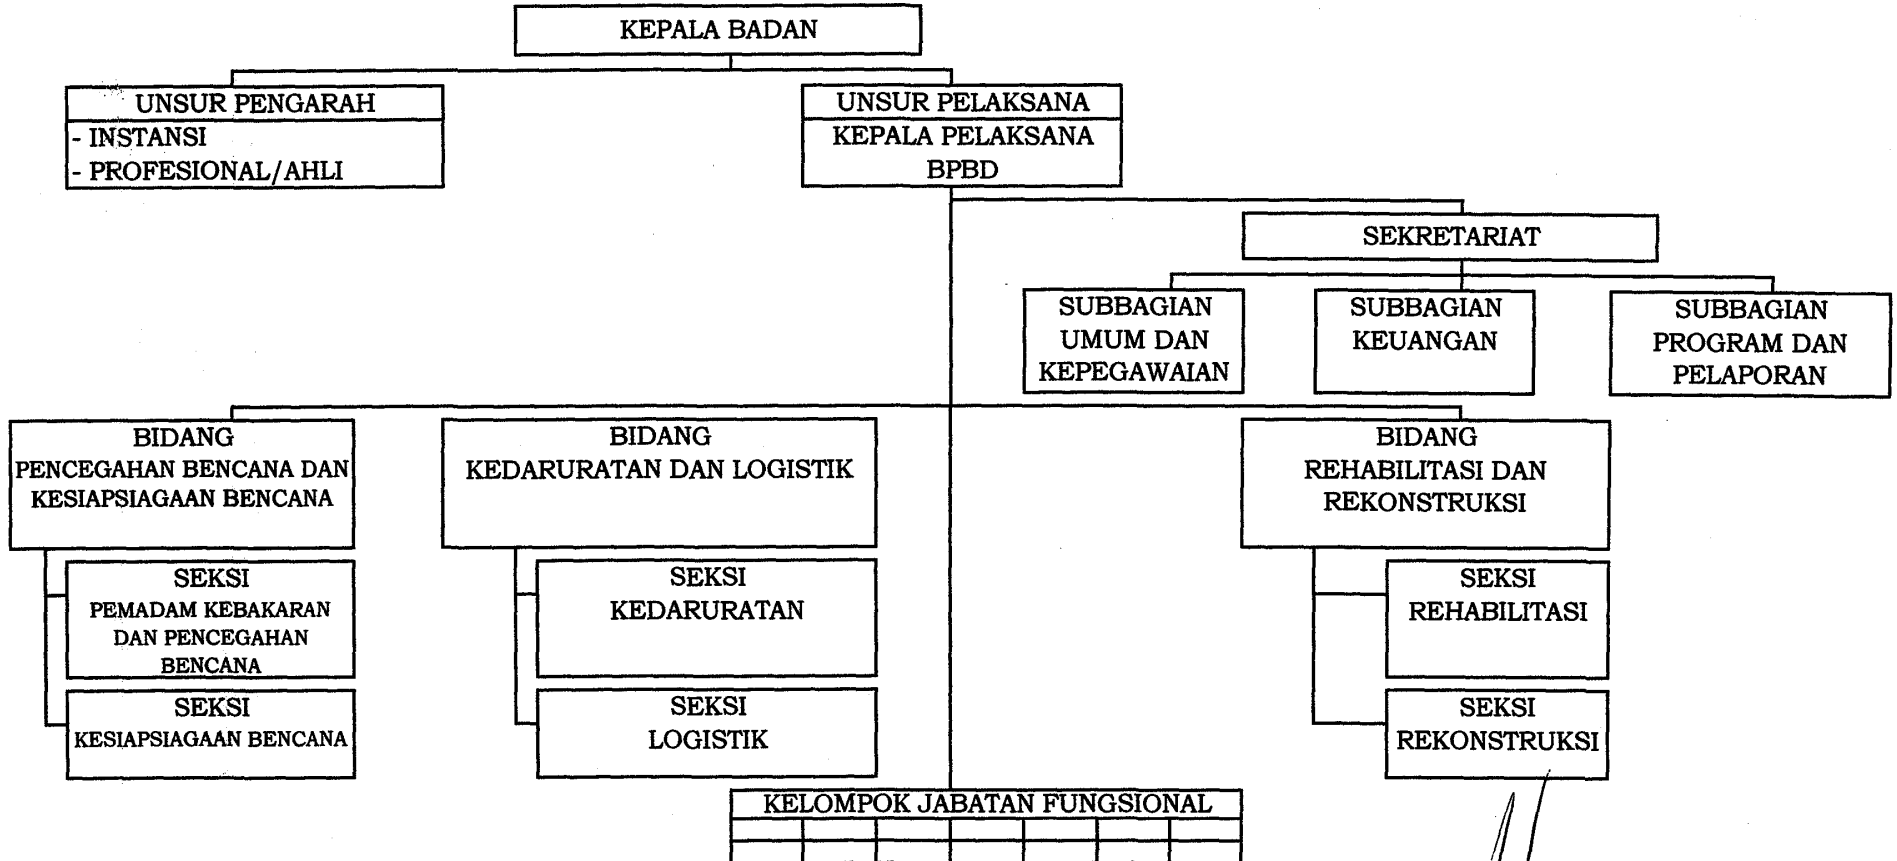 KEPALA BADAN
UNSUR PENGARAH
- INSTANSI
- PROFESIONAL/AHLI
UNSUR PELAKSANA
KEPALA PELAKSANA
BPBD
SEKRETARIAT
SUBBAGIAN
UMUM DAN
KEPEGAWAIAN
SUBBAGIAN
KEUANGAN
SUBBAGIAN
PROGRAM DAN
PELAPORAN
BIDANG
PENCEGAHAN BENCANA DAN
KESIAPSIAGAAN BENCANA
SEKSI
PEMADAM KEBAKARAN
DAN PENCEGAHAN
BENCANA
SEKSI
KESIAPSIAGAAN BENCANA
BIDANG
KEDARURATAN DAN LOGISTIK
SEKSI
KEDARURATAN
SEKSI
LOGISTIK
BIDANG
REHABILITASI DAN
REKONSTRUKSI
SEKSI
REHABILITASI
SEKSI
REKONSTRUKSI
KELOMPOK JABATAN FUNGSIONAL